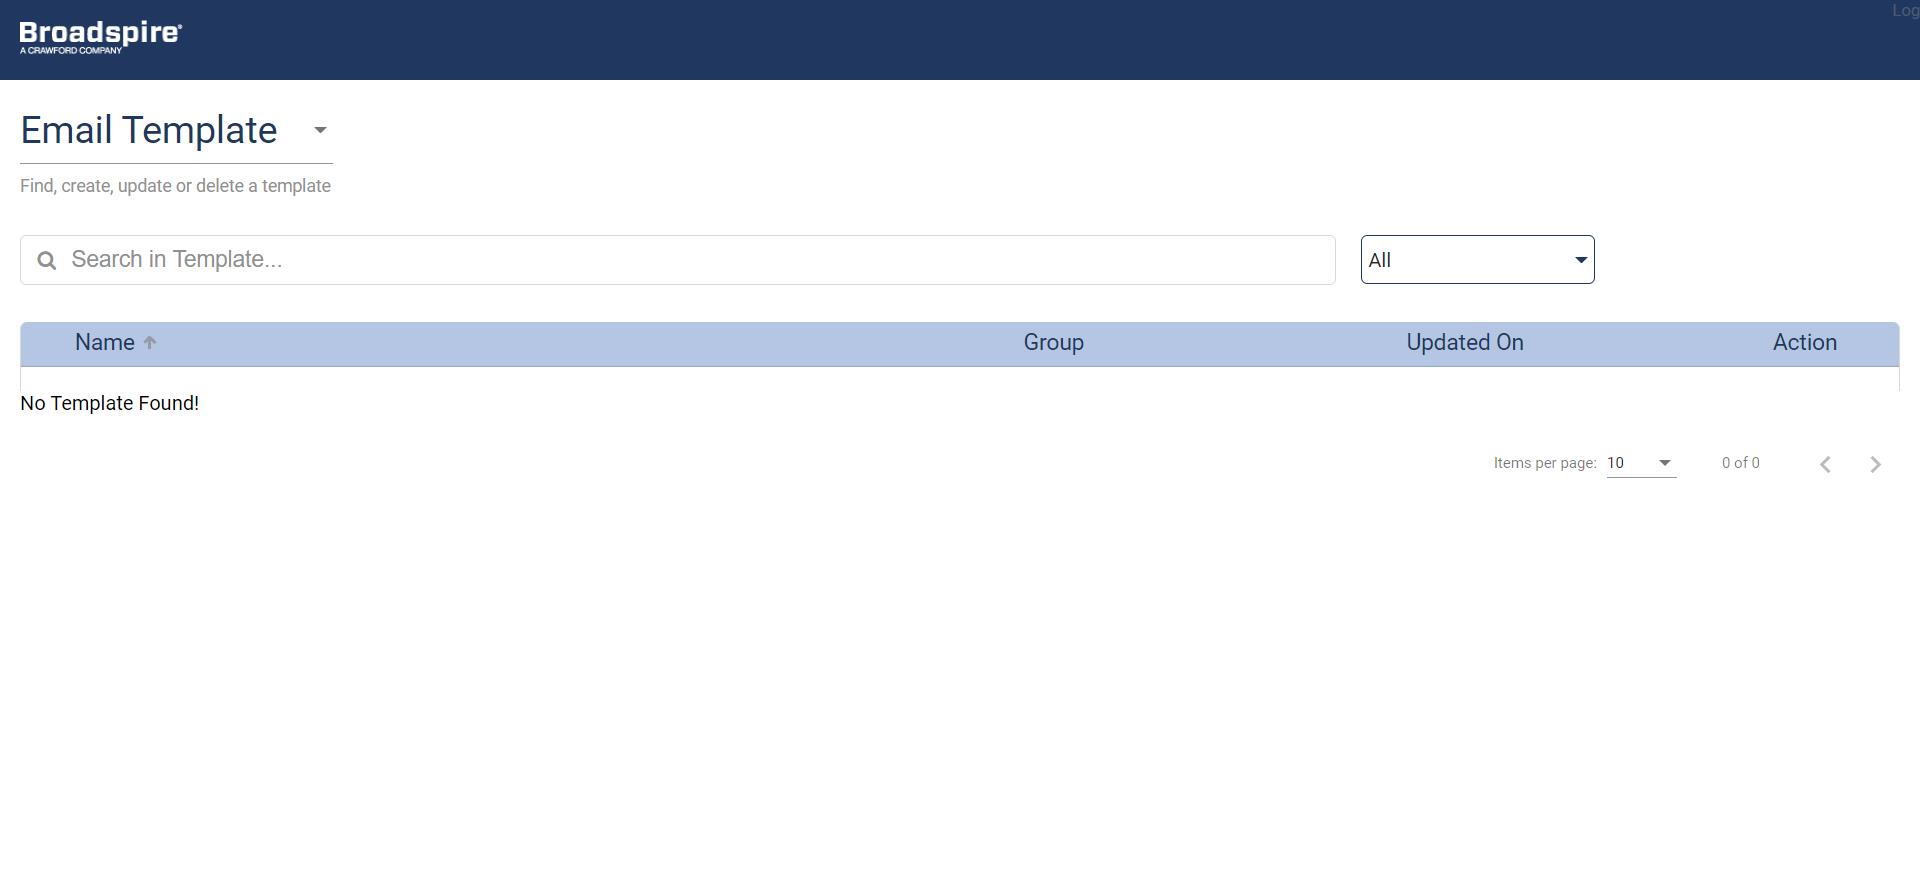 Log
Broadspire®
A CRAWFORD COMPANY
Email Template
Find, create, update or delete a template
Search in Template...
All
Name Group Updated On Action
No Template Found!
Items per page: 10 0 of 0